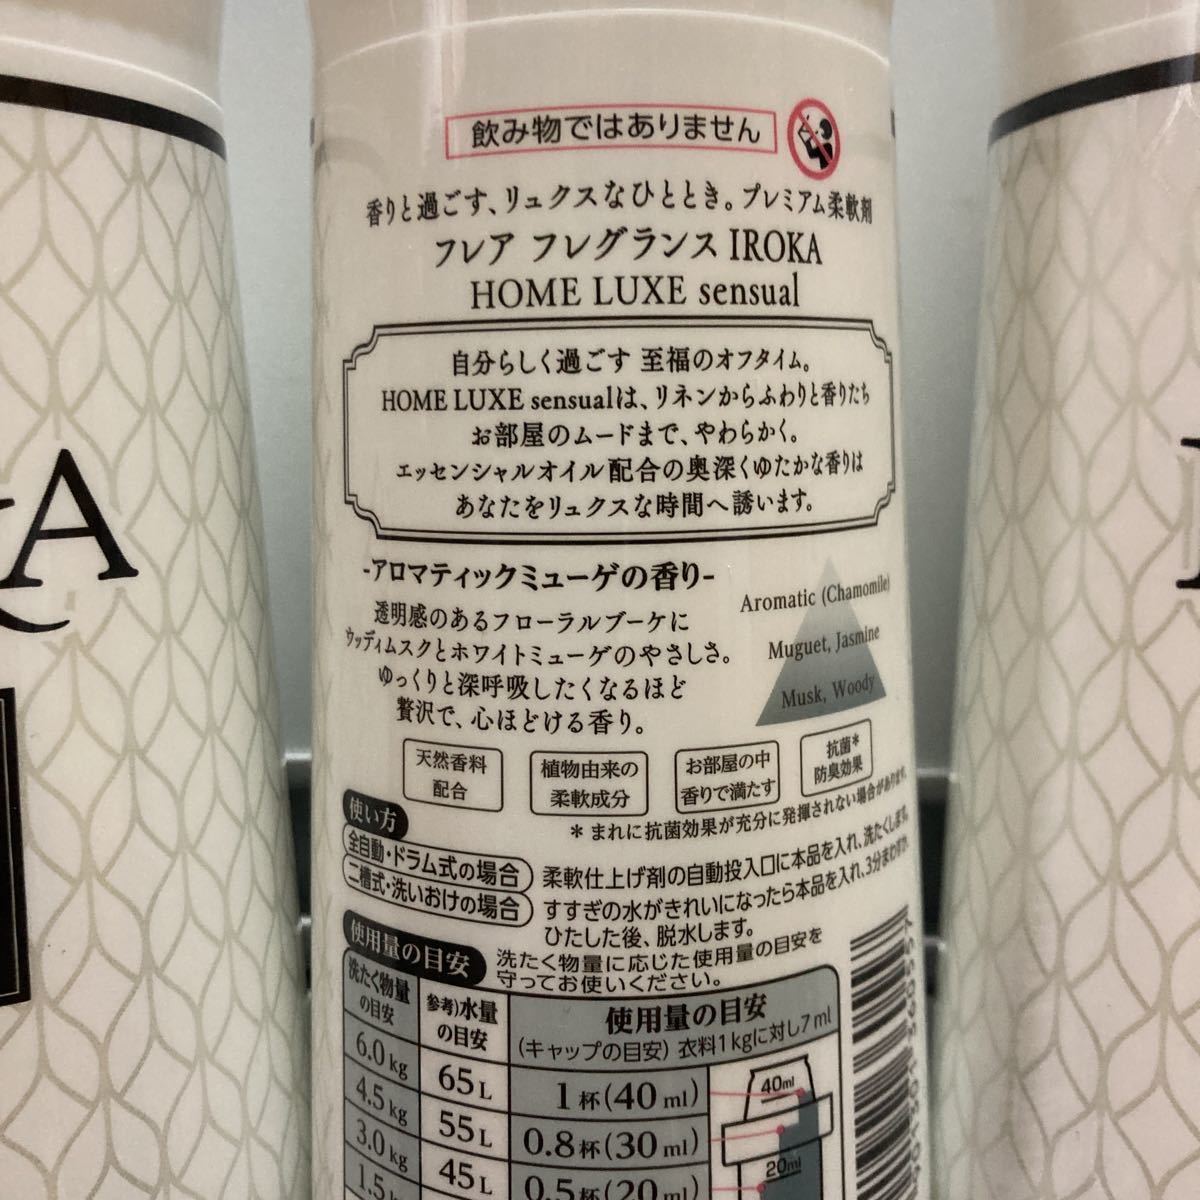 飲み物ではありません
香りと過ごす、リュクスなひととき。プレミアム柔軟剤
フレア フレグランス IROKA
HOME LUXE sensual
自分らしく過ごす 至福のオフタイム。
HOME LUXE sensualは、リネンからふわりと香りたち
お部屋のムードまで、やわらかく。
エッセンシャルオイル配合の奥深くゆたかな香りは
あなたをリュクスな時間へ誘います。
-アロマティックミューゲの香り-
透明感のあるフローラルブーケに
ウッディムスクとホワイトミューゲのやさしさ。
ゆっくりと深呼吸したくなるほど
贅沢で、心ほどける香り。
Aromatic (Chamomile)
Muguet, Jasmine
Musk, Woody
天然香料
配合
植物由来の
柔軟成分
お部屋の中
香りで満たす
抗菌*
防臭効果
*まれに抗菌効果が充分に発揮されない場合があります。
使い方
全自動・ドラム式の場合
柔軟仕上げ剤の自動投入口に本品を入れ、洗たくします。
二槽式・洗いおけの場合
すすぎの水がきれいになったら本品を入れ、3分まわすか、
ひたした後、脱水します。
使用量の目安
洗たく物量に応じた使用量の目安を
守ってお使いください。
洗たく物量
の目安
参考)水量
の目安
使用量の目安
(キャップの目安) 衣料1kgに対し7ml
6.0kg
65L
1杯(40ml)
4.5kg
55L
0.8杯(30ml)
3.0kg
45L
0.5杯(20ml)
1.5
40ml
20ml
A